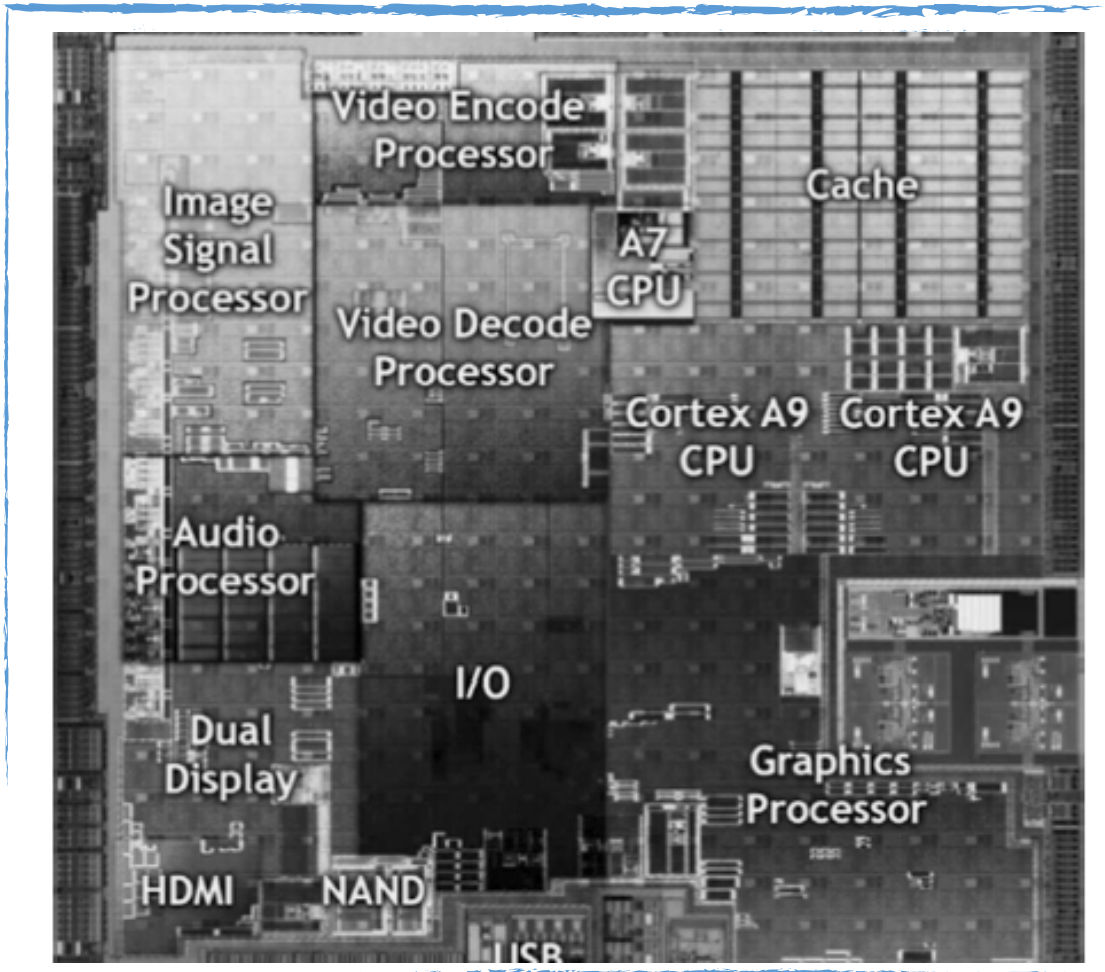 Video Encode
Processor
Cache
Image
Signal
Processor
A7
CPU
Video Decode
Processor
Cortex A9
CPU
Cortex A9
CPU
Audio
Processor
I/O
Dual
Display
Graphics
Processor
HDMI
NAND
USB